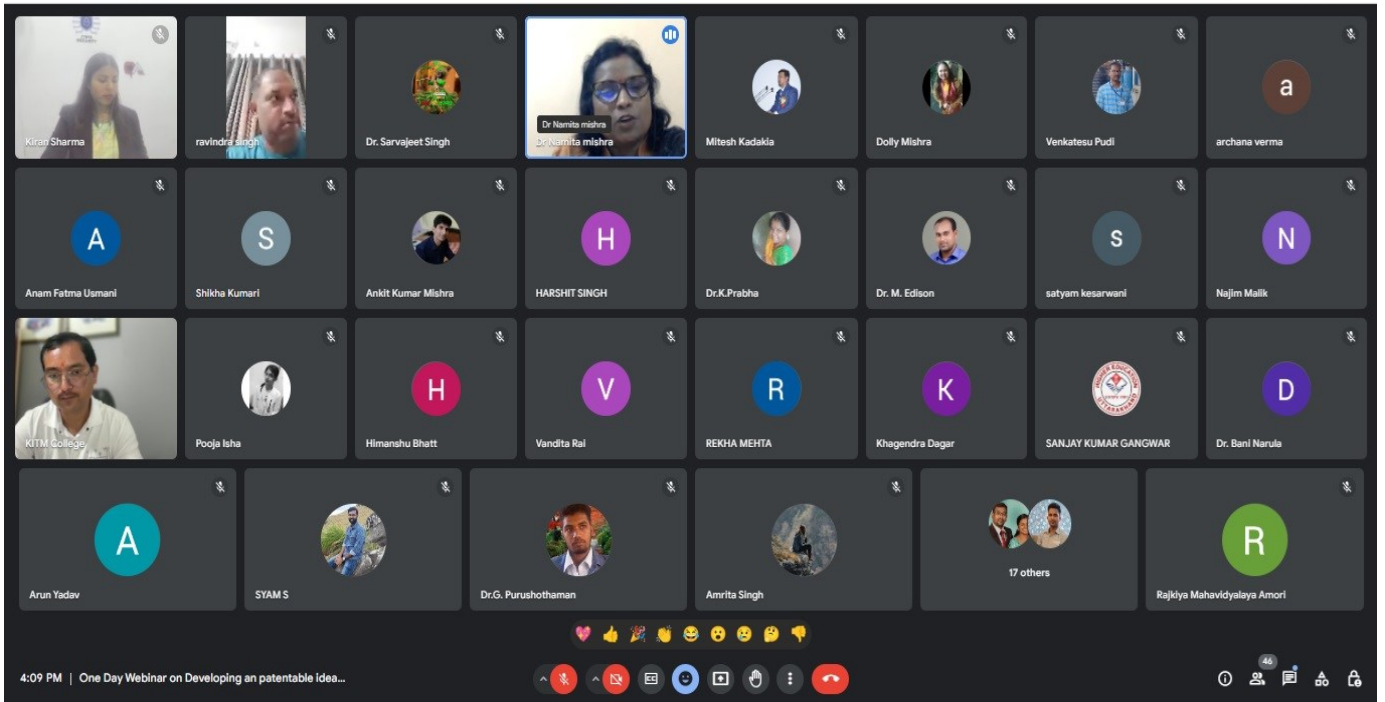 Kiran Sharma
ravindra singh
Dr. Sarvajeet Singh
Dr Namita mishra
Dr Namita mishra
Mitesh Kadakia
Dolly Mishra
Venkatesu Pudi
a
archana verma
A
Anam Fatma Usmani
S
Shikha Kumari
Ankit Kumar Mishra
H
HARSHIT SINGH
Dr.K.Prabha
Dr. M. Edison
s
satyam kesarwani
N
Najim Malik
KITM College
Pooja Isha
H
Himanshu Bhatt
V
Vandita Rai
R
REKHA MEHTA
K
Khagendra Dagar
SANJAY KUMAR GANGWAR
D
Dr. Bani Narula
A
Arun Yadav
SYAM S
Dr.G. Purushothaman
Amrita Singh
17 others
R
Rajkiya Mahavidyalaya Amori
4:09 PM | One Day Webinar on Developing an patentable idea...
46